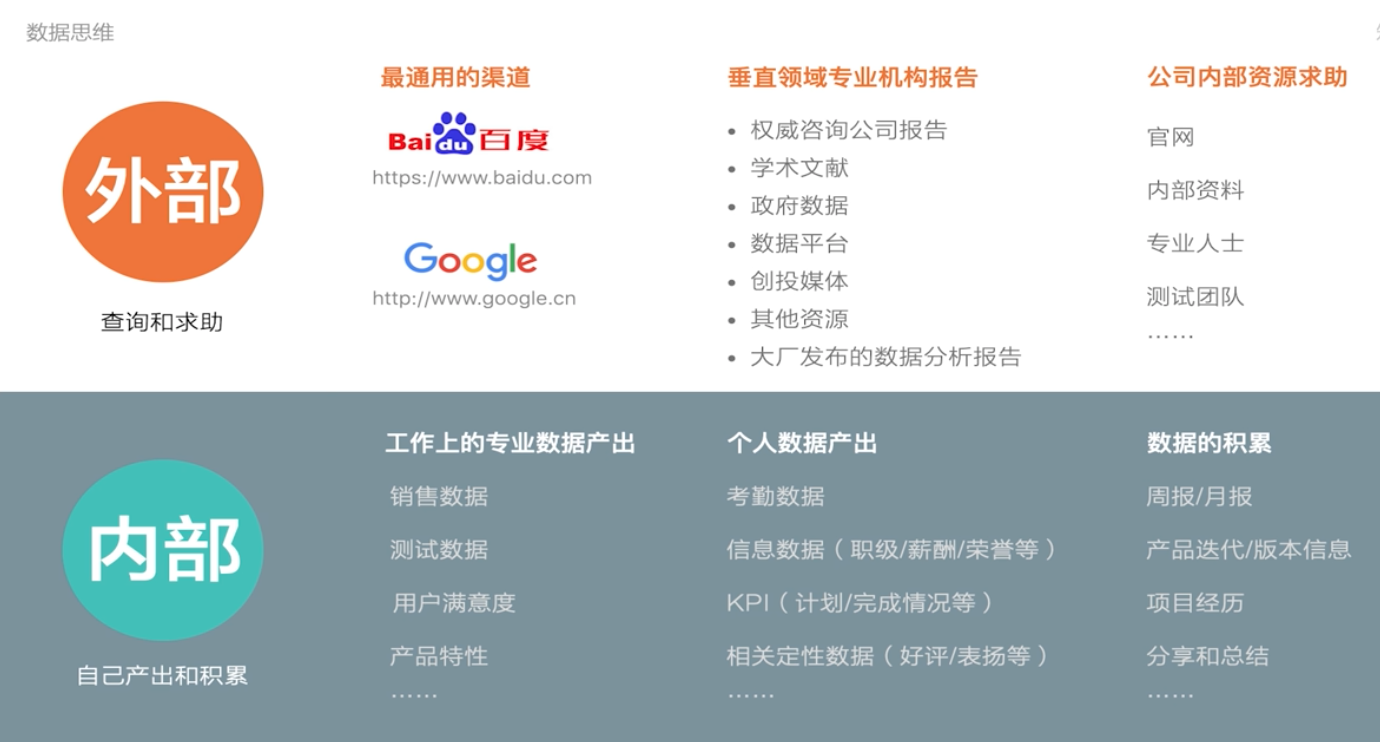 数据思维
外部
查询和求助
最通用的渠道
Baidu百度
https://www.baidu.com
Google
http://www.google.cn
垂直领域专业机构报告
• 权威咨询公司报告
• 学术文献
• 政府数据
• 数据平台
• 创投媒体
• 其他资源
• 大厂发布的数据分析报告
公司内部资源求助
官网
内部资料
专业人士
测试团队
……
内部
自己产出和积累
工作上的专业数据产出
销售数据
测试数据
用户满意度
产品特性
……
个人数据产出
考勤数据
信息数据（职级/薪酬/荣誉等）
KPI（计划/完成情况等）
相关定性数据（好评/表扬等）
……
数据的积累
周报/月报
产品迭代/版本信息
项目经历
分享和总结
……